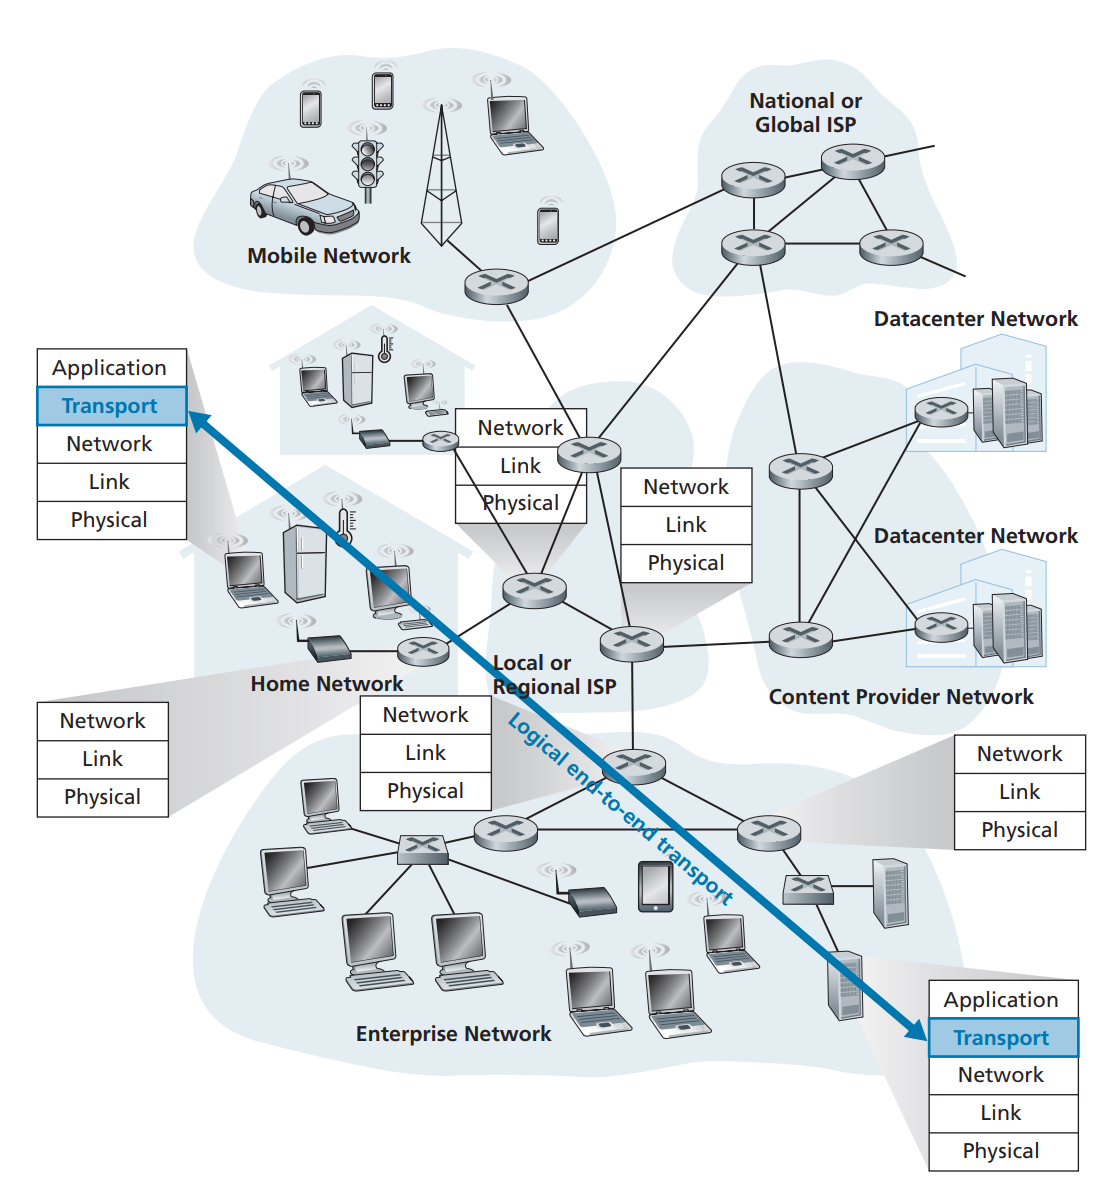 National or
Global ISP
Mobile Network
Datacenter Network
Application
Transport
Network
Link
Physical
Network
Link
Physical
Network
Link
Physical
Datacenter Network
Local or
Regional ISP
Home Network
Content Provider Network
Network
Link
Physical
Network
Link
Physical
Logical end-to-end transport
Network
Link
Physical
Enterprise Network
Application
Transport
Network
Link
Physical